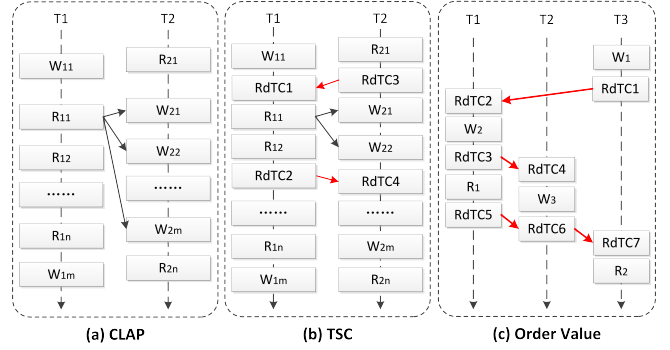 T1
T2
W11
R21
R11
W21
R12
W22
......
......
R1n
W2m
W1m
R2n
(a) CLAP
T1
T2
W11
R21
RdTC1
RdTC3
R11
W21
R12
W22
RdTC2
RdTC4
......
......
R1n
W2m
W1m
R2n
(b) TSC
T1
T2
T3
W1
RdTC1
RdTC2
W2
RdTC3
RdTC4
R1
W3
RdTC5
RdTC6
RdTC7
R2
(c) Order Value